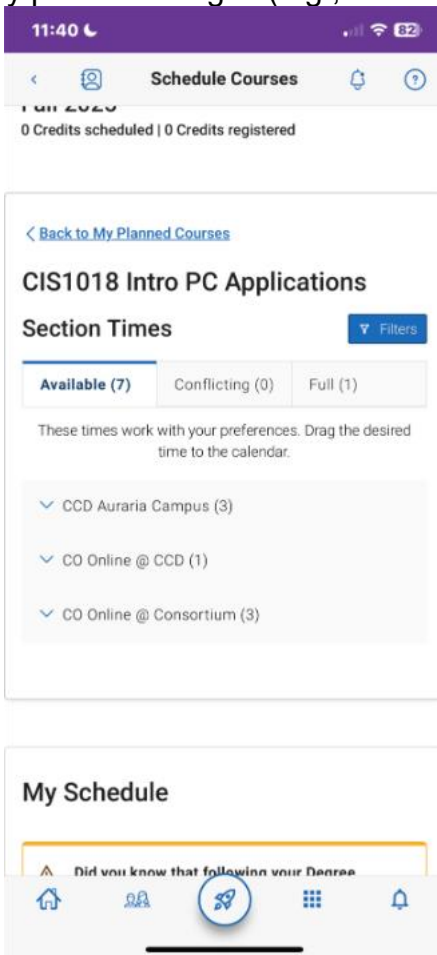 11:40
82
Schedule Courses
Fall 2025
0 Credits scheduled | 0 Credits registered
Back to My Planned Courses
CIS1018 Intro PC Applications
Section Times
Filters
Available (7) Conflicting (0) Full (1)
These times work with your preferences. Drag the desired
time to the calendar.
CCD Auraria Campus (3)
CO Online @ CCD (1)
CO Online @ Consortium (3)
My Schedule
Did you know that following your Degree